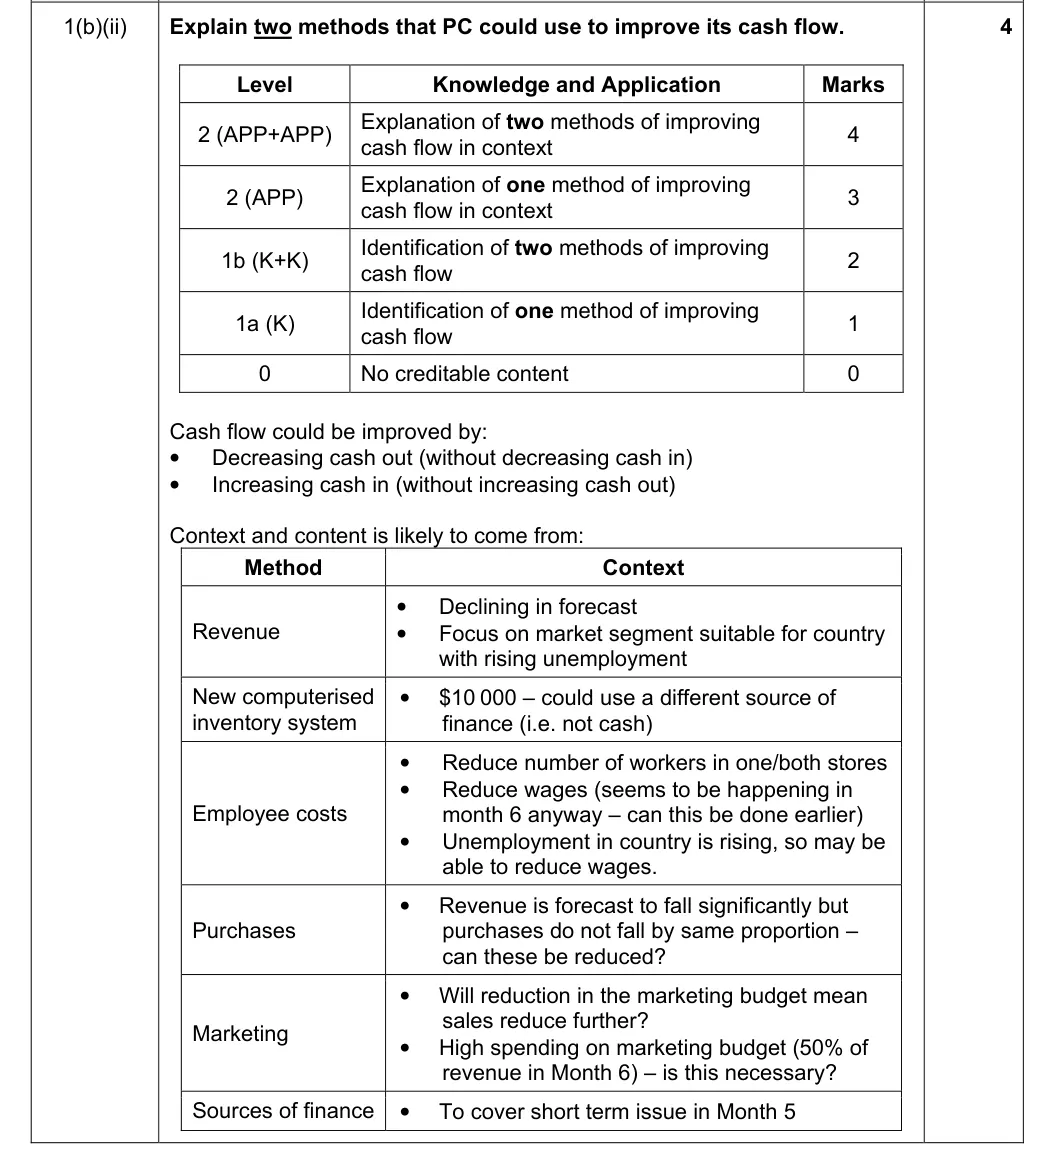 1(b)(ii) Explain two methods that PC could use to improve its cash flow. 4
Level Knowledge and Application Marks
2 (APP+APP) Explanation of two methods of improving
cash flow in context 4
2 (APP) Explanation of one method of improving
cash flow in context 3
1b (K+K) Identification of two methods of improving
cash flow 2
1a (K) Identification of one method of improving
cash flow 1
0 No creditable content 0
Cash flow could be improved by:
• Decreasing cash out (without decreasing cash in)
• Increasing cash in (without increasing cash out)
Context and content is likely to come from:
Method Context
Revenue
• Declining in forecast
• Focus on market segment suitable for country
with rising unemployment
New computerised
inventory system
• $10 000 – could use a different source of
finance (i.e. not cash)
Employee costs
• Reduce number of workers in one/both stores
• Reduce wages (seems to be happening in
month 6 anyway – can this be done earlier)
• Unemployment in country is rising, so may be
able to reduce wages.
Purchases
• Revenue is forecast to fall significantly but
purchases do not fall by same proportion –
can these be reduced?
Marketing
• Will reduction in the marketing budget mean
sales reduce further?
• High spending on marketing budget (50% of
revenue in Month 6) – is this necessary?
Sources of finance • To cover short term issue in Month 5